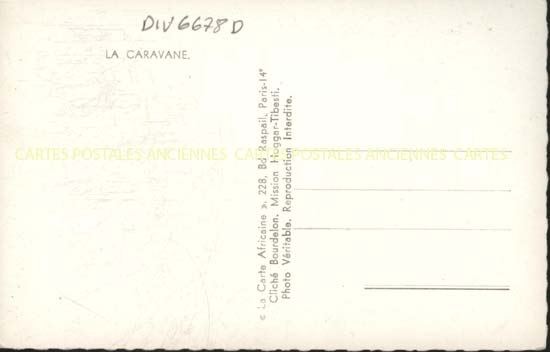 DIV6678D
LA CARAVANE.
« La Carte Africaine », 228, Bd Raspail, Paris-14e
Cliché Bourdelon. Mission Hoggar-Tibesti.
Photo Véritable. Reproduction Interdite.
CARTES POSTALES ANCIENNES CARTES POSTALES ANCIENNES CARTES